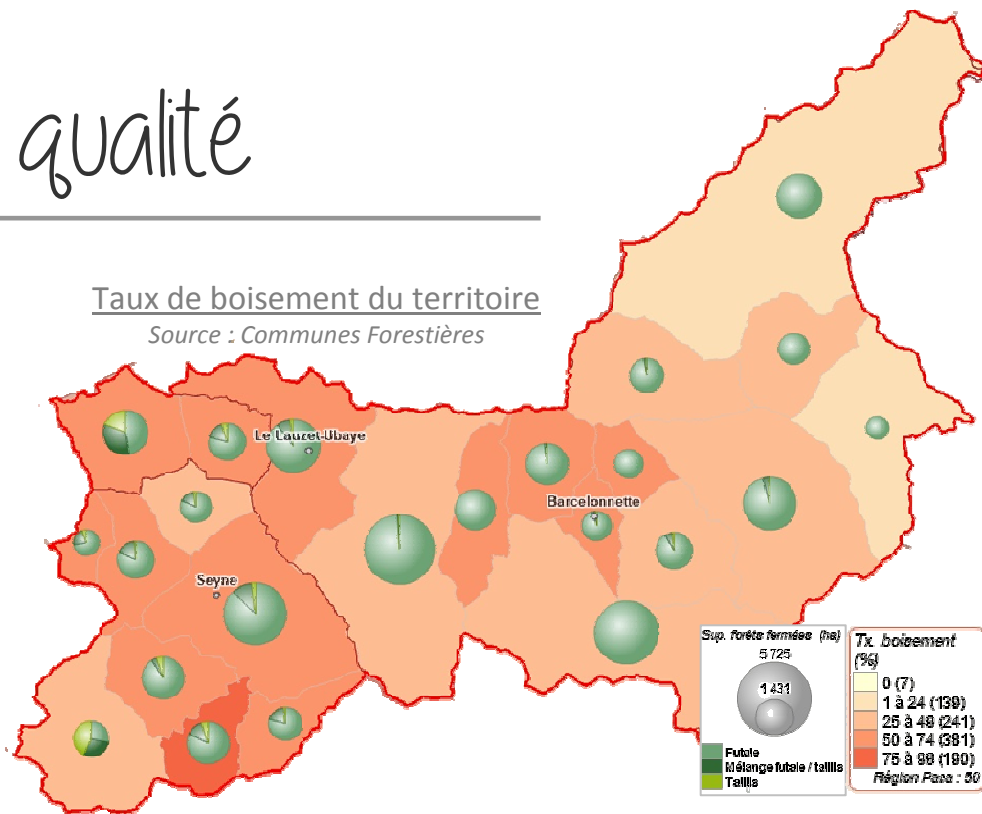 qualité
Taux de boisement du territoire
Source : Communes Forestières
Le Lauzet-Ubaye
Barcelonnette
Seyne
Sup. forêts fermées (ha)
5 725
1 431
Futaie
Mélange futaie / taillis
Taillis
Tx. boisement
(%)
0 (7)
1 à 24 (139)
25 à 49 (241)
50 à 74 (381)
75 à 98 (190)
Région Paca : 50